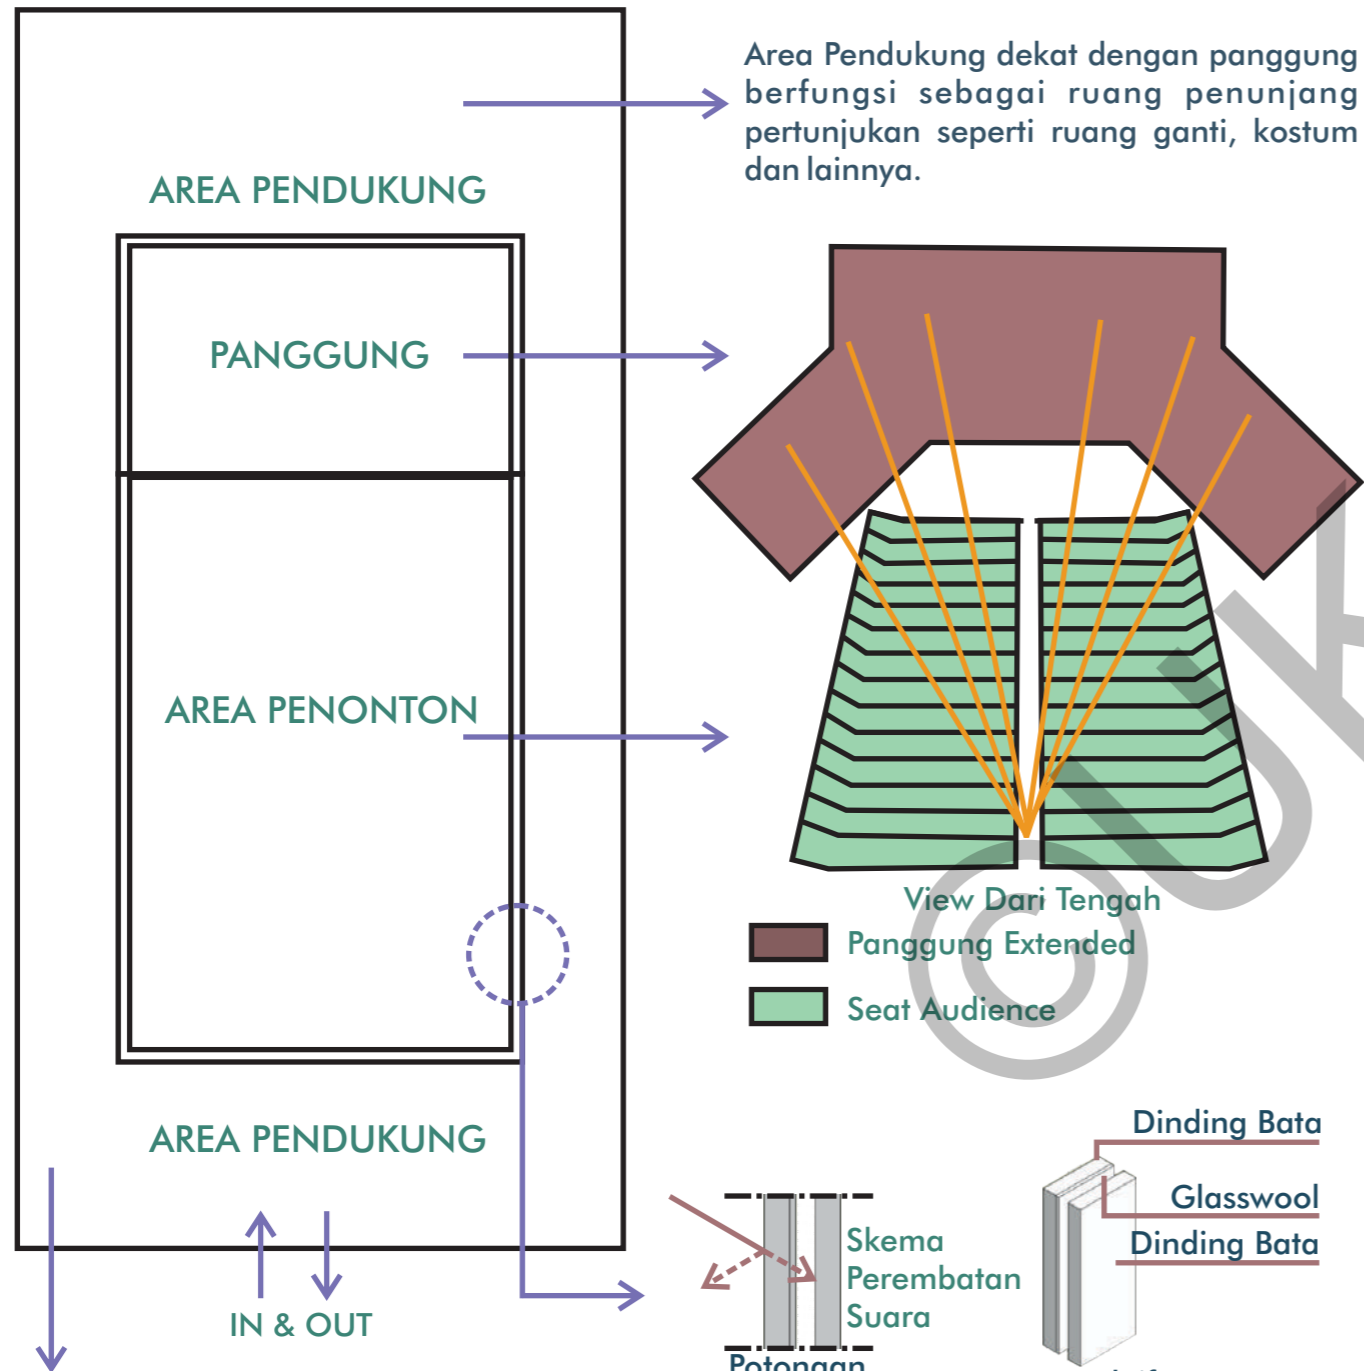 Area Pendukung dekat dengan panggung
berfungsi sebagai ruang penunjang
pertunjukan seperti ruang ganti, kostum
dan lainnya.
AREA PENDUKUNG
PANGGUNG
AREA PENONTON
View Dari Tengah
Panggung Extended
Seat Audience
AREA PENDUKUNG
IN & OUT
Skema
Perembatan
Suara
Potongan
Dinding Bata
Glasswool
Dinding Bata
© UK